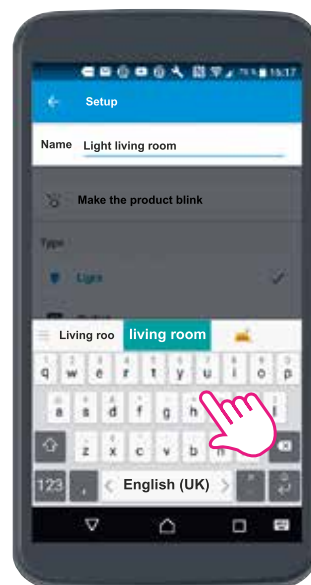 16:17
Setup
Name Light living room
Make the product blink
Type
Light
Living roo living room
q w e r t y u i o p
a s d f g h l
z x c v b n
123 , < English (UK) >